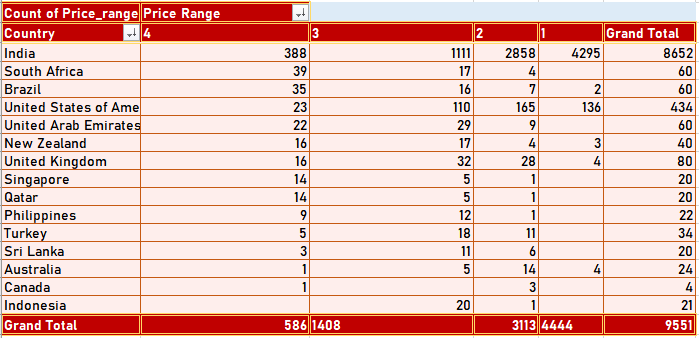 Count of Price_range Price Range
Country 4 3 2 1 Grand Total
India 388 1111 2858 4295 8652
South Africa 39 17 4 60
Brazil 35 16 7 2 60
United States of Ame 23 110 165 136 434
United Arab Emirates 22 29 9 60
New Zealand 16 17 4 3 40
United Kingdom 16 32 28 4 80
Singapore 14 5 1 20
Qatar 14 5 1 20
Philippines 9 12 1 22
Turkey 5 18 11 34
Sri Lanka 3 11 6 20
Australia 1 5 14 4 24
Canada 1 3 4
Indonesia 20 1 21
Grand Total 586 1408 3113 4444 9551